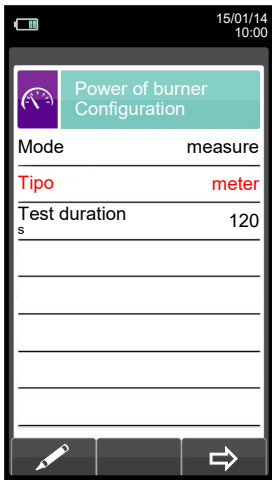 15/01/14
10:00
Power of burner
Configuration
Mode measure
Tipo meter
Test duration 120
s